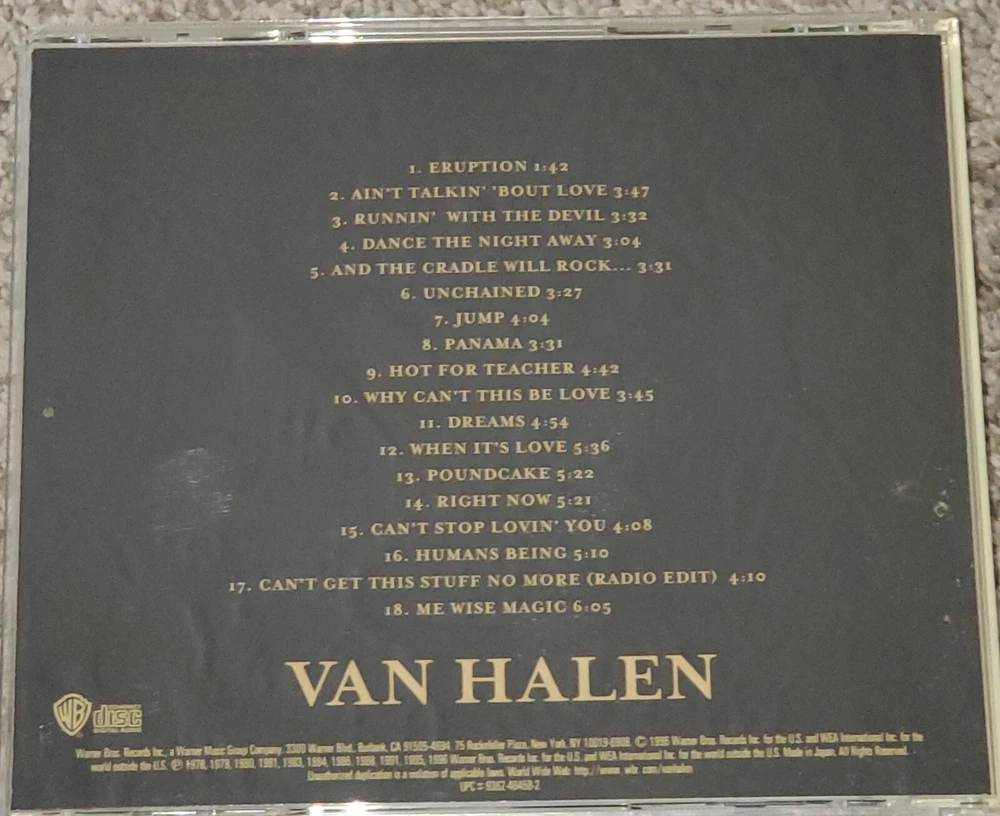 1. ERUPTION 1:42
2. AIN'T TALKIN' 'BOUT LOVE 3:47
3. RUNNIN' WITH THE DEVIL 3:32
4. DANCE THE NIGHT AWAY 3:04
5. AND THE CRADLE WILL ROCK... 3:31
6. UNCHAINED 3:27
7. JUMP 4:04
8. PANAMA 3:31
9. HOT FOR TEACHER 4:42
10. WHY CAN'T THIS BE LOVE 3:45
11. DREAMS 4:54
12. WHEN IT'S LOVE 5:36
13. POUNDCAKE 5:22
14. RIGHT NOW 5:21
15. CAN'T STOP LOVIN' YOU 4:08
16. HUMANS BEING 5:10
17. CAN'T GET THIS STUFF NO MORE (RADIO EDIT) 4:10
18. ME WISE MAGIC 6:05
VAN HALEN
WB disc
DIGITAL AUDIO
Warner Bros. Records Inc., a Warner Music Group Company. 3300 Warner Blvd., Burbank, CA 91505-4694. 75 Rockefeller Plaza, New York, NY 10019-6908. © 1996 Warner Bros. Records Inc. for the U.S. and WEA International Inc. for the
world outside the U.S. ℗ 1978, 1979, 1980, 1981, 1983, 1984, 1986, 1988, 1991, 1995, 1996 Warner Bros. Records Inc. for the U.S. and WEA International Inc. for the world outside the U.S. Made in Japan. All Rights Reserved.
Unauthorized duplication is a violation of applicable laws. World Wide Web: http://www. wbr. com/vanhalen
UPC = 9362-46458-2